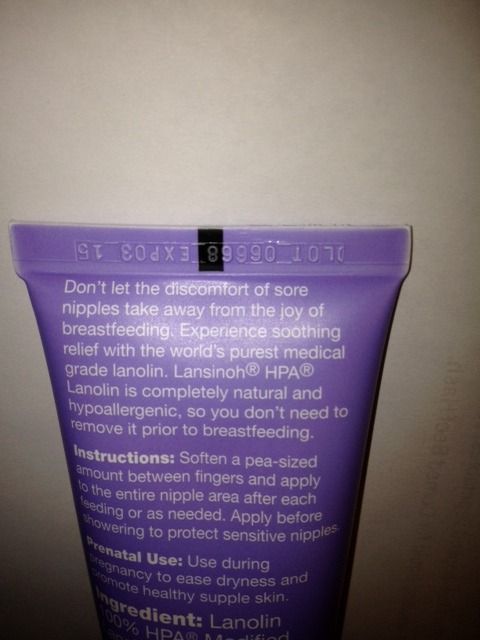 LOT 06668 EXP03 15
Don't let the discomfort of sore
nipples take away from the joy of
breastfeeding. Experience soothing
relief with the world's purest medical
grade lanolin. Lansinoh® HPA®
Lanolin is completely natural and
hypoallergenic, so you don't need to
remove it prior to breastfeeding.
Instructions: Soften a pea-sized
amount between fingers and apply
to the entire nipple area after each
feeding or as needed. Apply before
showering to protect sensitive nipples.
Prenatal Use: Use during
pregnancy to ease dryness and
promote healthy supple skin.
Ingredient: Lanolin
100% HPA® Modified